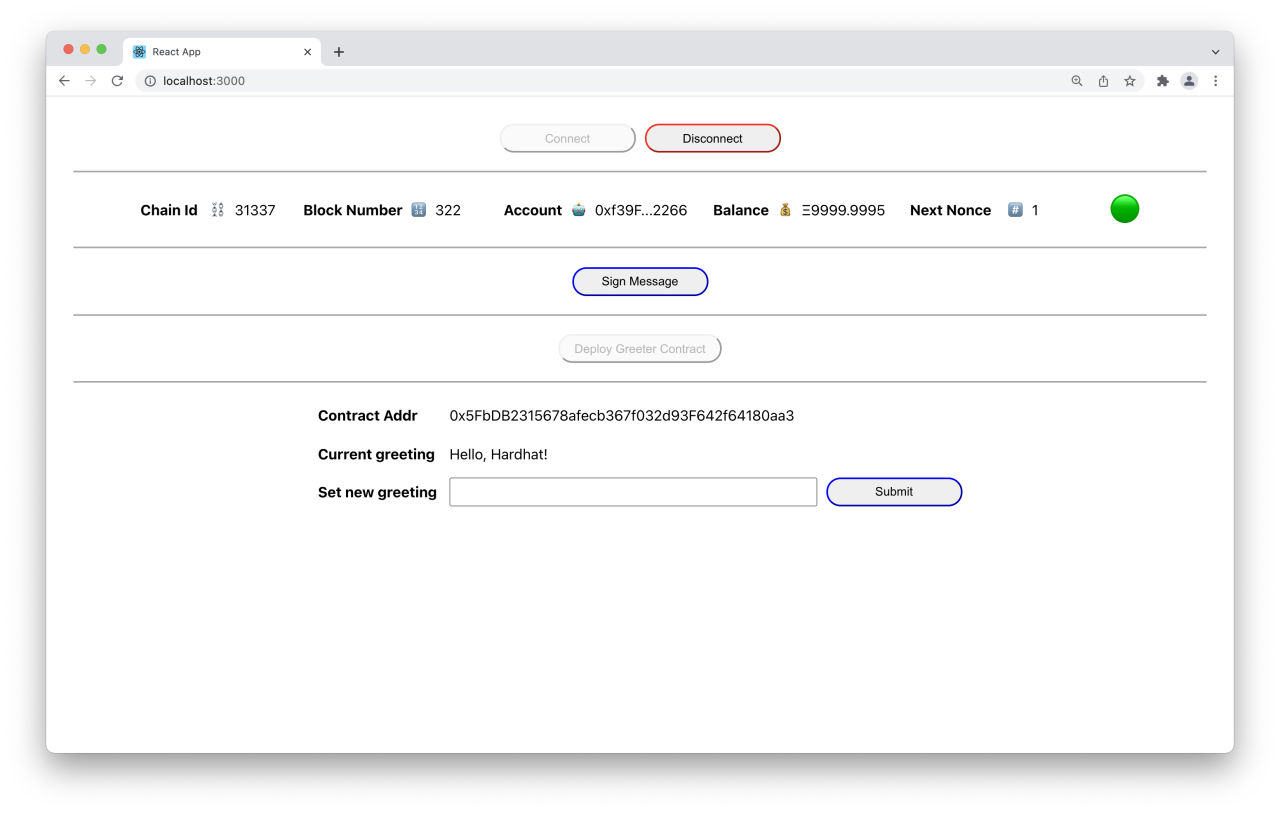 React App
localhost:3000
Connect Disconnect
Chain Id 31337 Block Number 322 Account 0xf39F...2266 Balance Ξ9999.9995 Next Nonce # 1
Sign Message
Deploy Greeter Contract
Contract Addr 0x5FbDB2315678afecb367f032d93F642f64180aa3
Current greeting Hello, Hardhat!
Set new greeting Submit